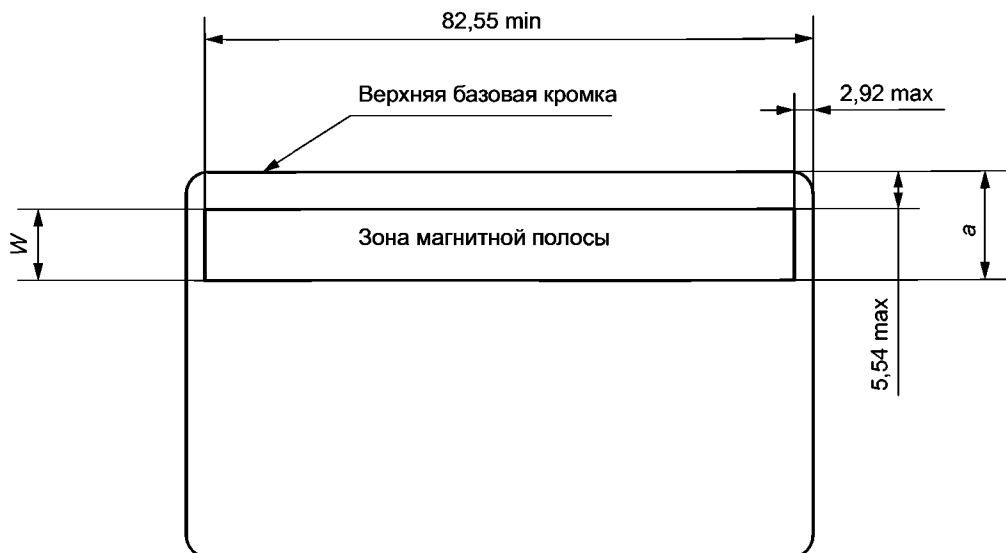 82,55 min
Верхняя базовая кромка
2,92 max
W
Зона магнитной полосы
a
5,54 max